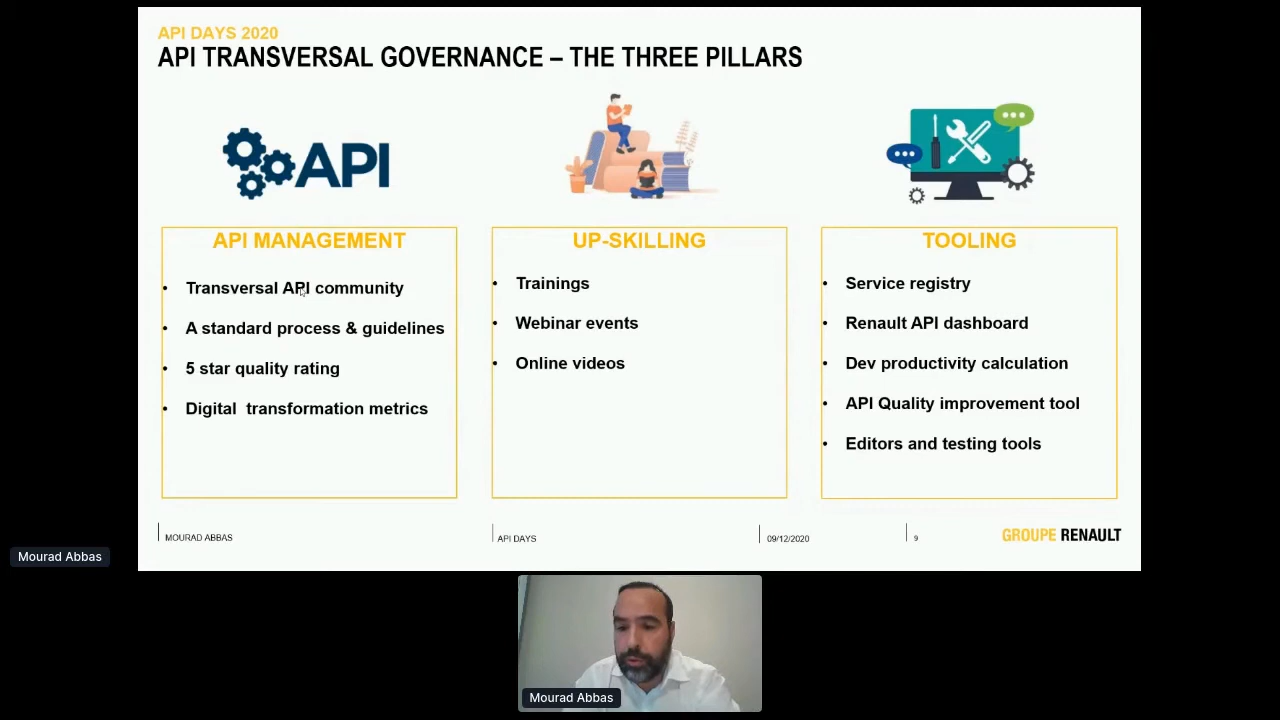 API DAYS 2020
API TRANSVERSAL GOVERNANCE – THE THREE PILLARS
API
API MANAGEMENT
• Transversal API community
• A standard process & guidelines
• 5 star quality rating
• Digital  transformation metrics
UP-SKILLING
• Trainings
• Webinar events
• Online videos
TOOLING
• Service registry
• Renault API dashboard
• Dev productivity calculation
• API Quality improvement tool
• Editors and testing tools
MOURAD ABBAS
API DAYS
09/12/2020
9
GROUPE RENAULT
Mourad Abbas
Mourad Abbas